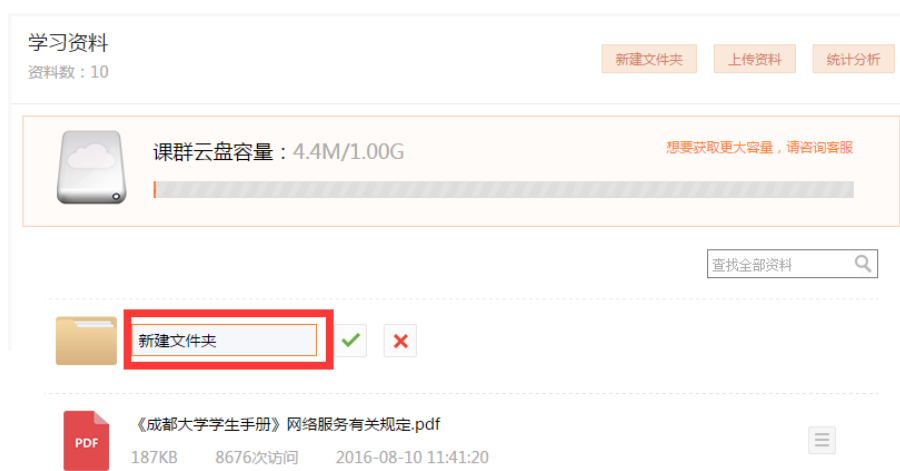 学习资料
资料数：10
新建文件夹 上传资料 统计分析
课群云盘容量：4.4M/1.00G
想要获取更大容量，请咨询客服
查找全部资料
新建文件夹
《成都大学学生手册》网络服务有关规定.pdf
PDF
187KB 8676次访问 2016-08-10 11:41:20